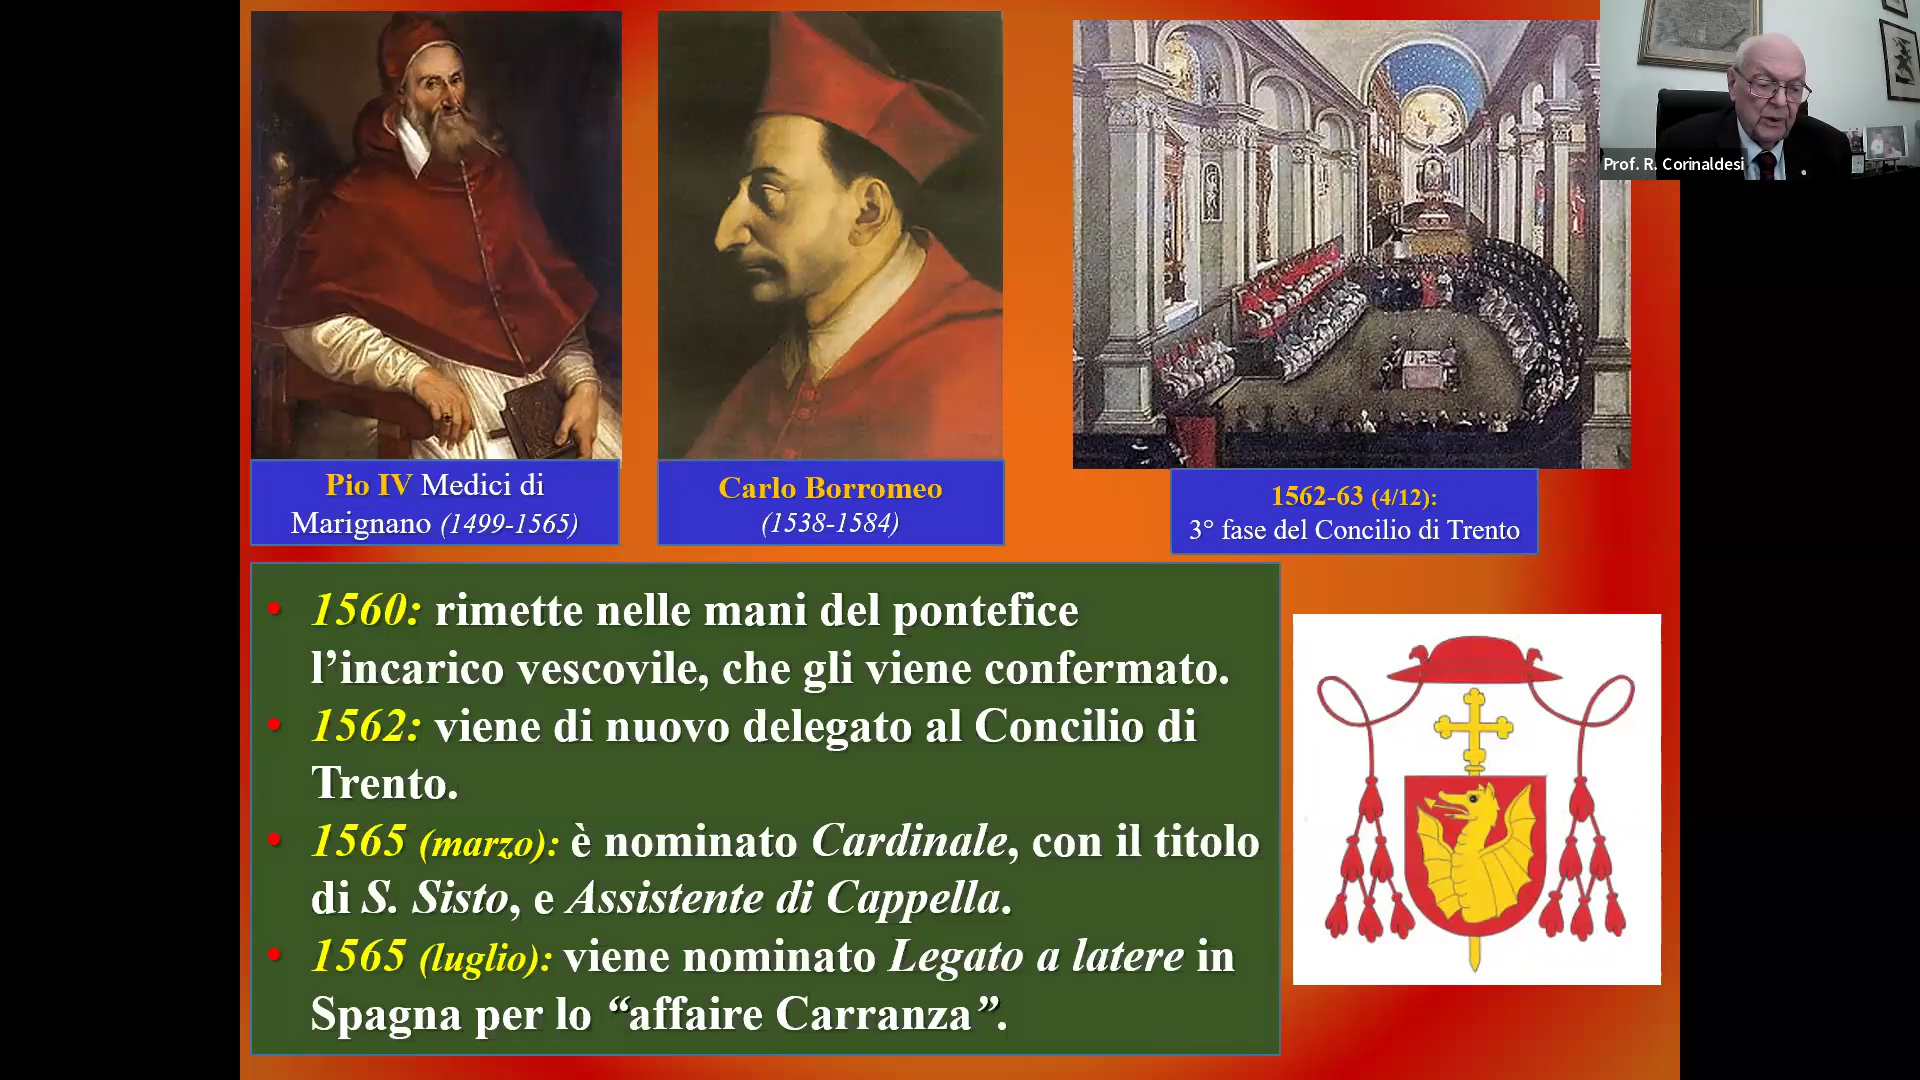 Prof. R. Corinaldesi
Pio IV Medici di
Marignano (1499-1565)
Carlo Borromeo
(1538-1584)
1562-63 (4/12):
3° fase del Concilio di Trento
• 1560: rimette nelle mani del pontefice
l’incarico vescovile, che gli viene confermato.
• 1562: viene di nuovo delegato al Concilio di
Trento.
• 1565 (marzo): è nominato Cardinale, con il titolo
di S. Sisto, e Assistente di Cappella.
• 1565 (luglio): viene nominato Legato a latere in
Spagna per lo “affaire Carranza”.